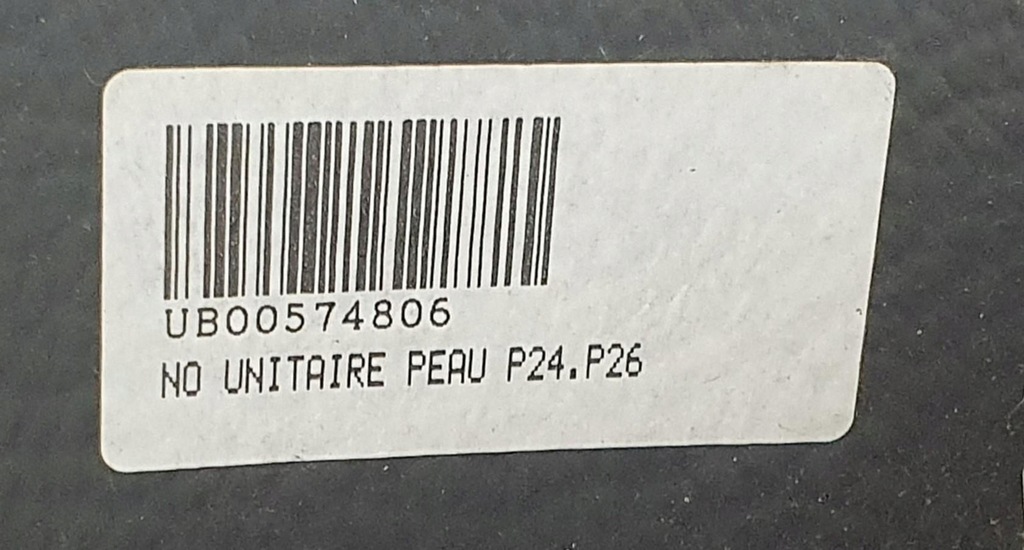 UB00574806
NO UNITAIRE PEAU P24.P26